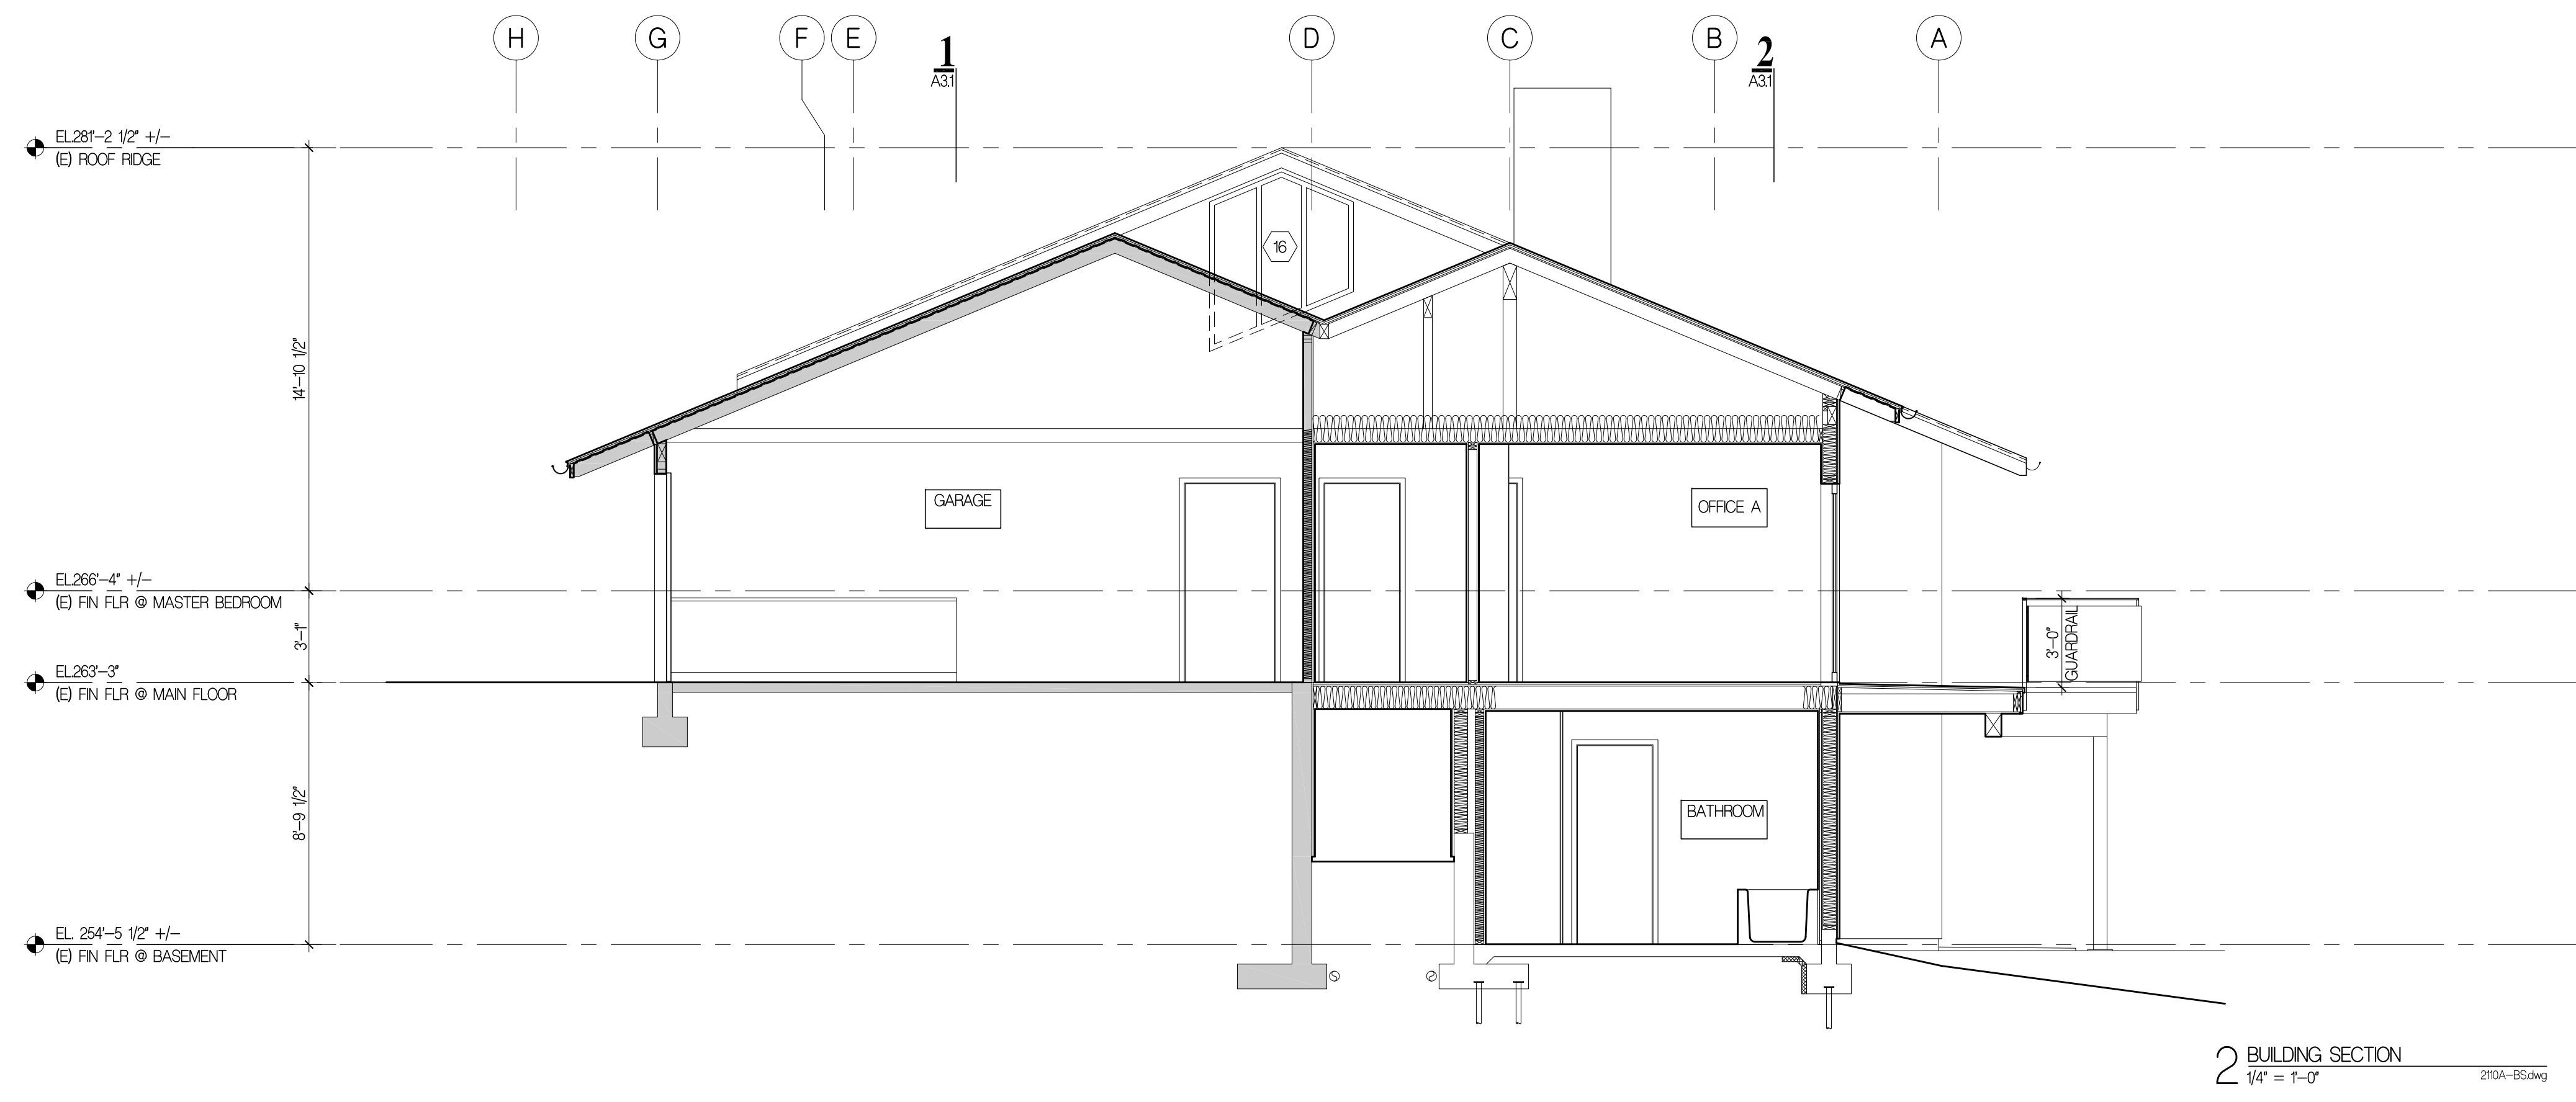 H G F E D C B A
1
A3.1
2
A3.1
EL.281'-2 1/2" +/-
(E) ROOF RIDGE
16
14'-10 1/2"
GARAGE
OFFICE A
EL.266'-4" +/-
(E) FIN FLR @ MASTER BEDROOM
3'-1"
3'-0"
GUARDRAIL
EL.263'-3"
(E) FIN FLR @ MAIN FLOOR
8'-9 1/2"
BATHROOM
EL. 254'-5 1/2" +/-
(E) FIN FLR @ BASEMENT
2 BUILDING SECTION
1/4" = 1'-0"
2110A-BS.dwg